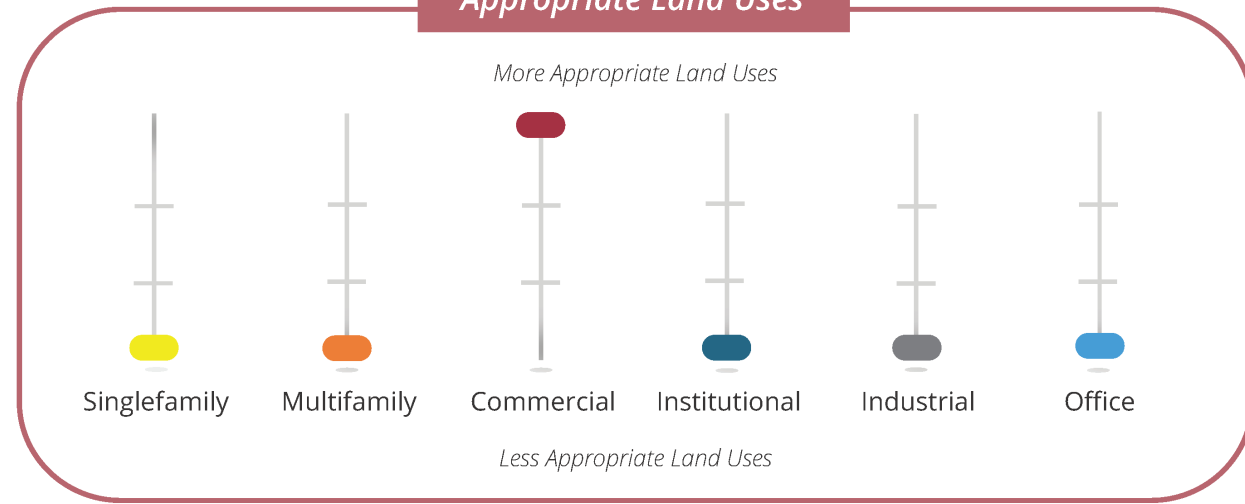 Appropriate Land Uses
More Appropriate Land Uses
Singlefamily Multifamily Commercial Institutional Industrial Office
Less Appropriate Land Uses